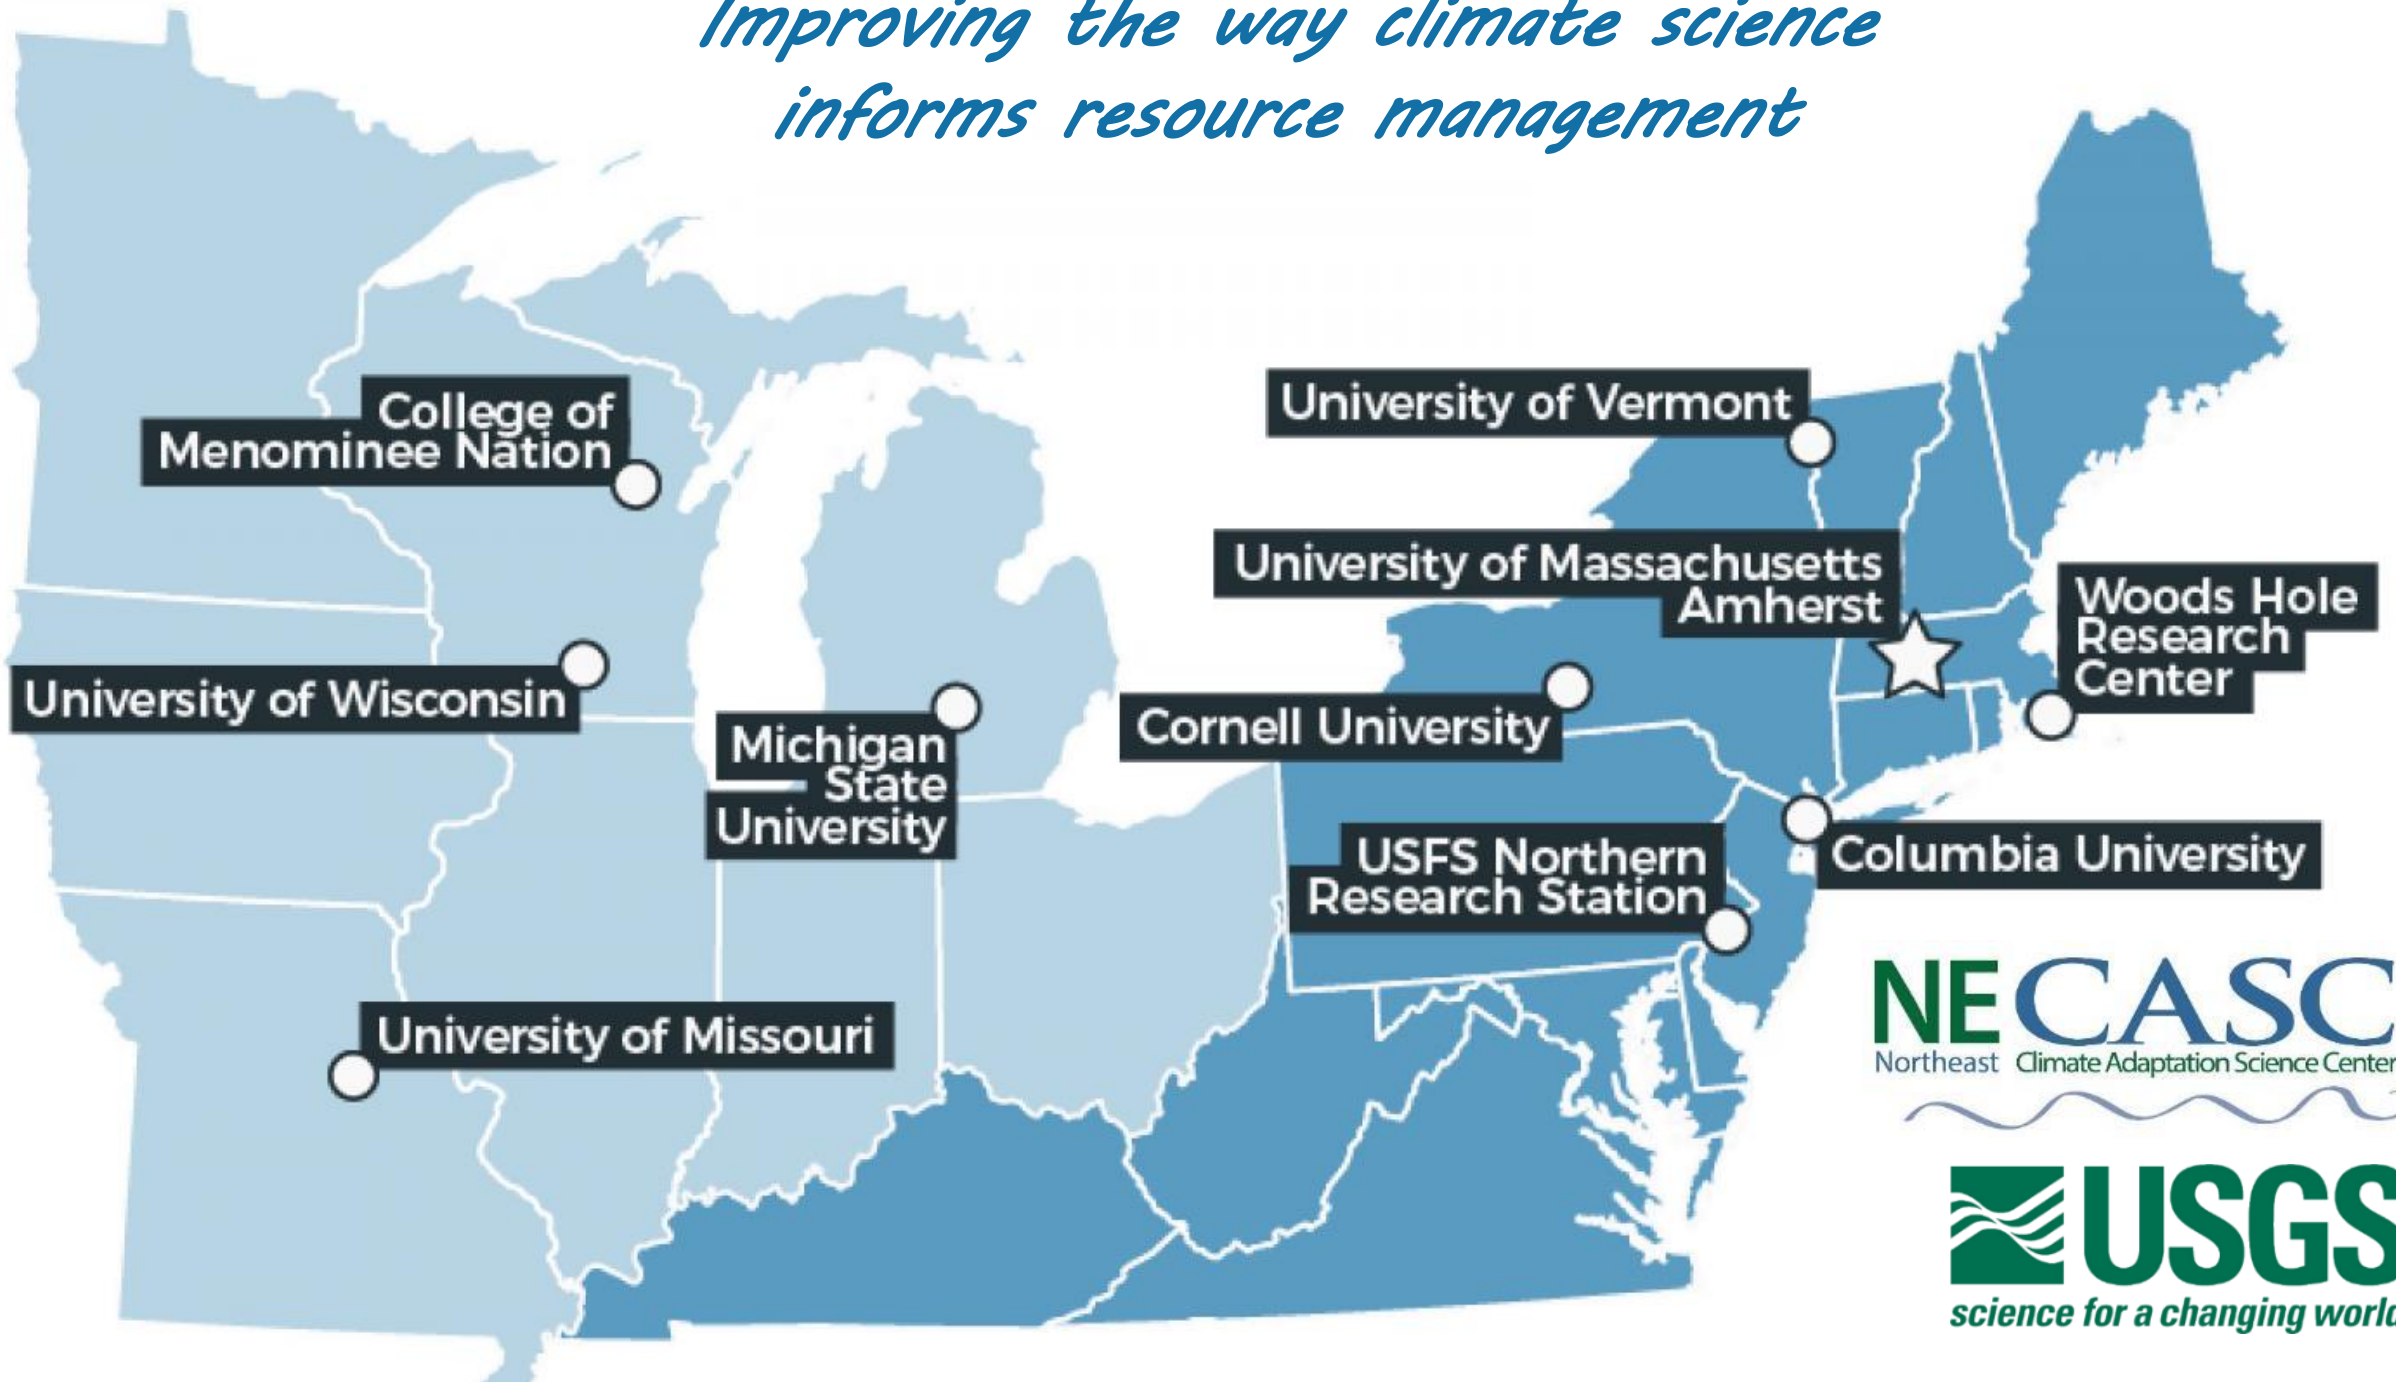 Improving the way climate science
informs resource management
College of
Menominee Nation
University of Vermont
University of Massachusetts
Amherst
Woods Hole
Research
Center
University of Wisconsin
Michigan
State
University
Cornell University
USFS Northern
Research Station
Columbia University
University of Missouri
NECASC
Northeast Climate Adaptation Science Center
USGS
science for a changing world